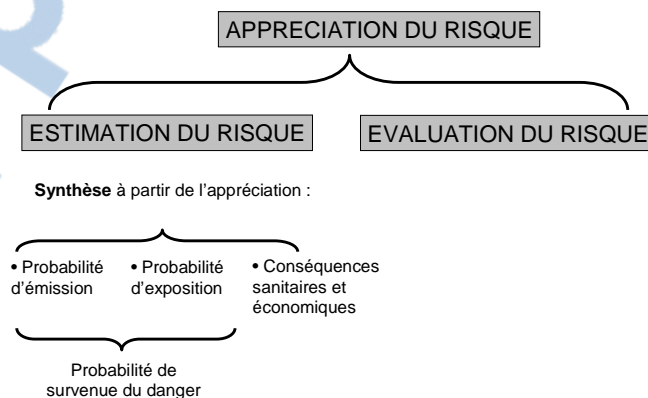 APPRECIATION DU RISQUE
ESTIMATION DU RISQUE
EVALUATION DU RISQUE
Synthèse à partir de l'appréciation :
• Probabilité
d'émission
• Probabilité
d'exposition
• Conséquences
sanitaires et
économiques
Probabilité de
survenue du danger